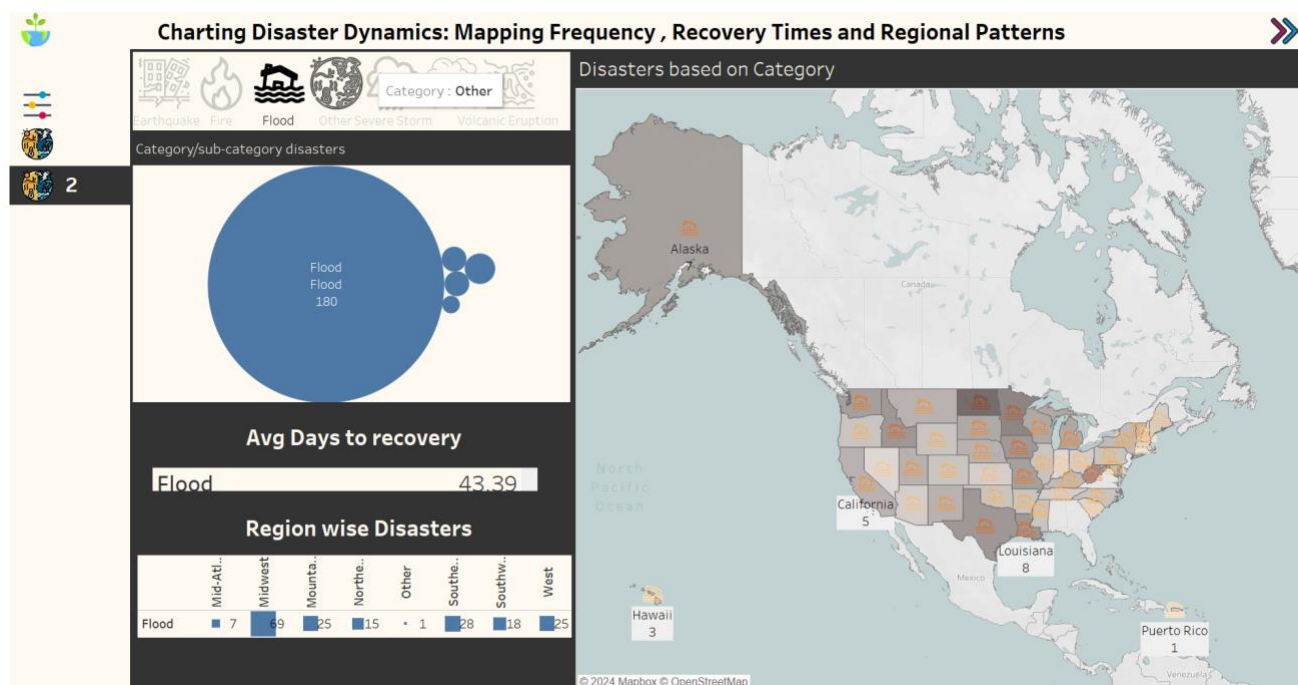 Charting Disaster Dynamics: Mapping Frequency , Recovery Times and Regional Patterns
Category : Other
Earthquake Fire Flood Other Severe Storm Volcanic Eruption
Category/sub-category disasters
2
Flood
Flood
180
Avg Days to recovery
Flood 43.39
Region wise Disasters
Mid-Atl.. Midwest Mounta.. Northe.. Other Southe.. Southw.. West
Flood 7 69 25 15 1 28 18 25
Disasters based on Category
Alaska
7
Canada
North
Pacific
Ocean
California
5
Louisiana
8
Mexico
Hawaii
3
Puerto Rico
1
Venezuela
© 2024 Mapbox © OpenStreetMap